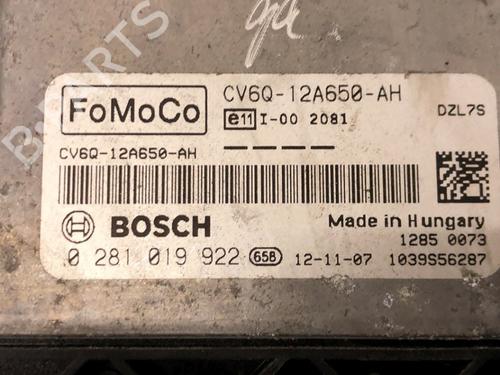 B-PARTS
FoMoCo
CV6Q-12A650-AH
e11 I-00 2081
DZL7S
CV6Q-12A650-AH
BOSCH
Made in Hungary
1285 0073
0 281 019 922 658 12-11-07 1039S56287